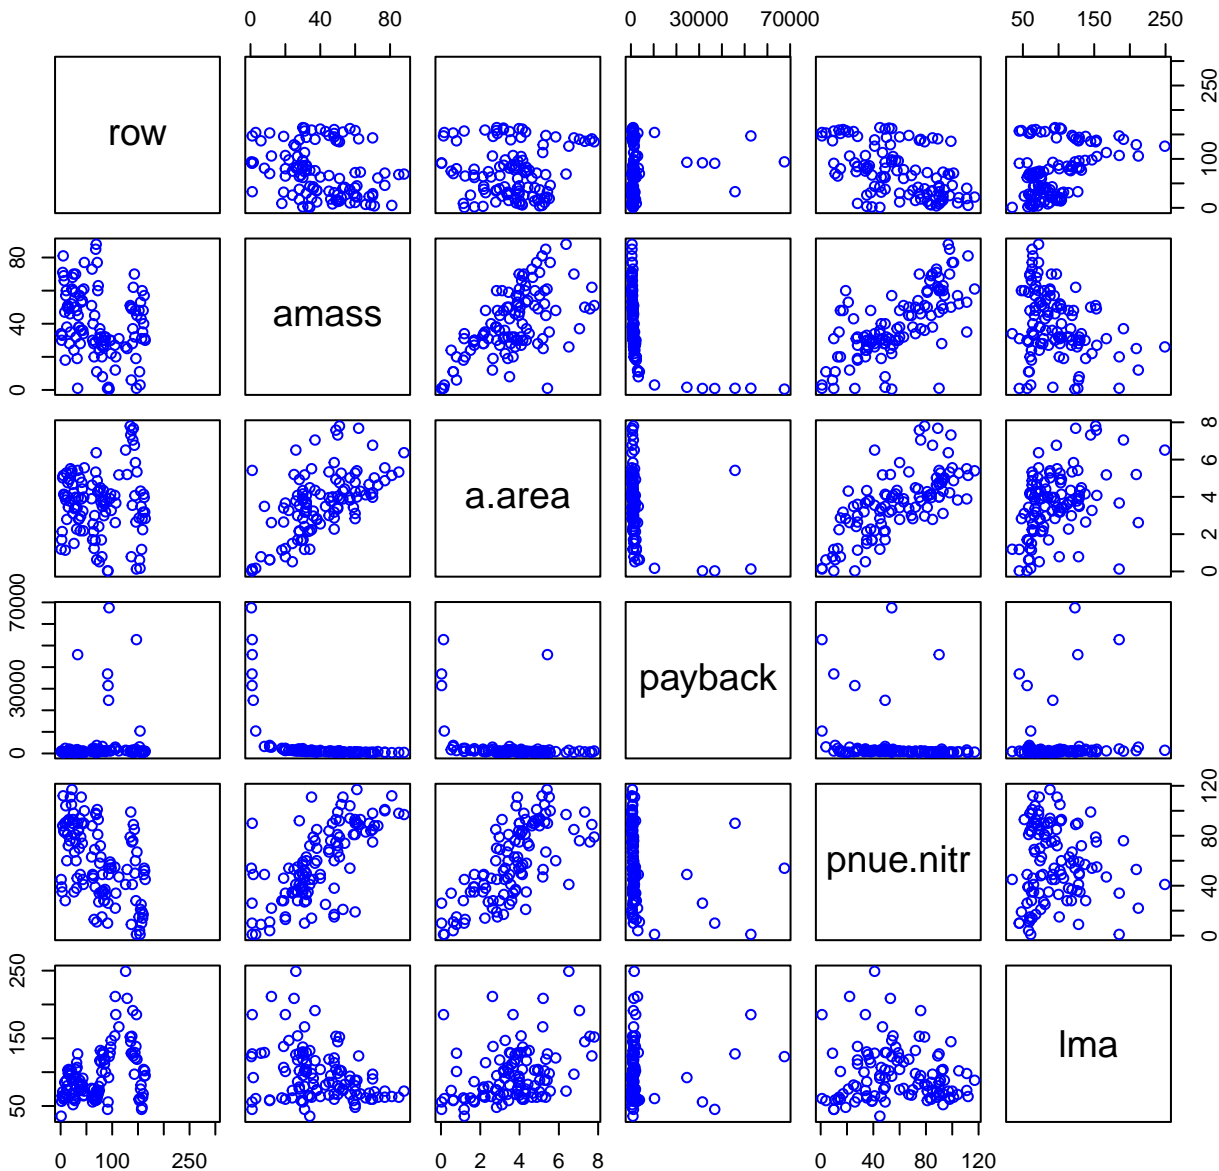 0 40 80 0 30000 70000 50 150 250
row 0 100 250
0 40 80 amass
a.area 0 2 4 6 8
0 30000 70000 payback
pnue.nitr 0 40 80 120
50 150 250 lma
0 100 250 0 2 4 6 8 0 40 80 120